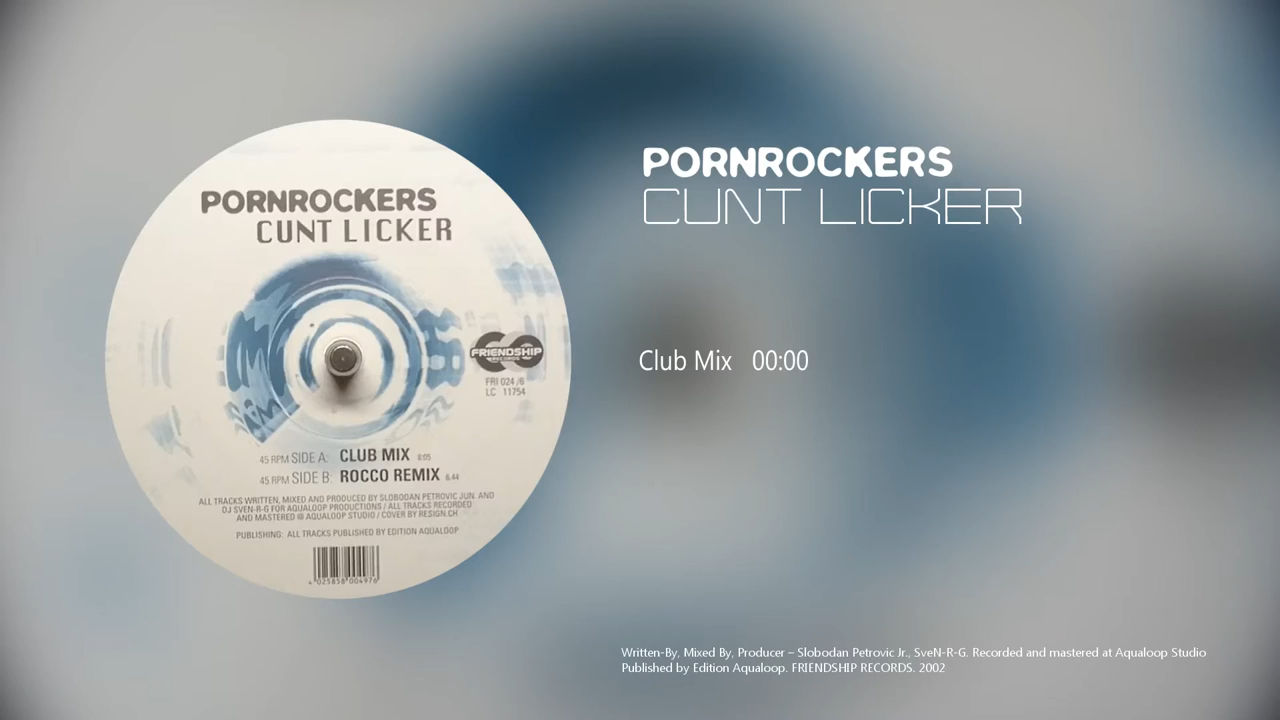 PORNROCKERS
CUNT LICKER
FRIENDSHIP
RECORDS
FRI 024 /6
LC 11754
45 RPM SIDE A: CLUB MIX 8:05
45 RPM SIDE B: ROCCO REMIX 6.44
ALL TRACKS WRITTEN, MIXED AND PRODUCED BY SLOBODAN PETROVIC JUN. AND
DJ SVEN-R-G FOR AQUALOOP PRODUCTIONS / ALL TRACKS RECORDED
AND MASTERED @ AQUALOOP STUDIO / COVER BY RESIGN.CH
PUBLISHING: ALL TRACKS PUBLISHED BY EDITION AQUALOOP
4 025858 004976
PORNROCKERS
CUNT LICKER
Club Mix 00:00
Written-By, Mixed By, Producer – Slobodan Petrovic Jr., SveN-R-G. Recorded and mastered at Aqualoop Studio
Published by Edition Aqualoop. FRIENDSHIP RECORDS. 2002